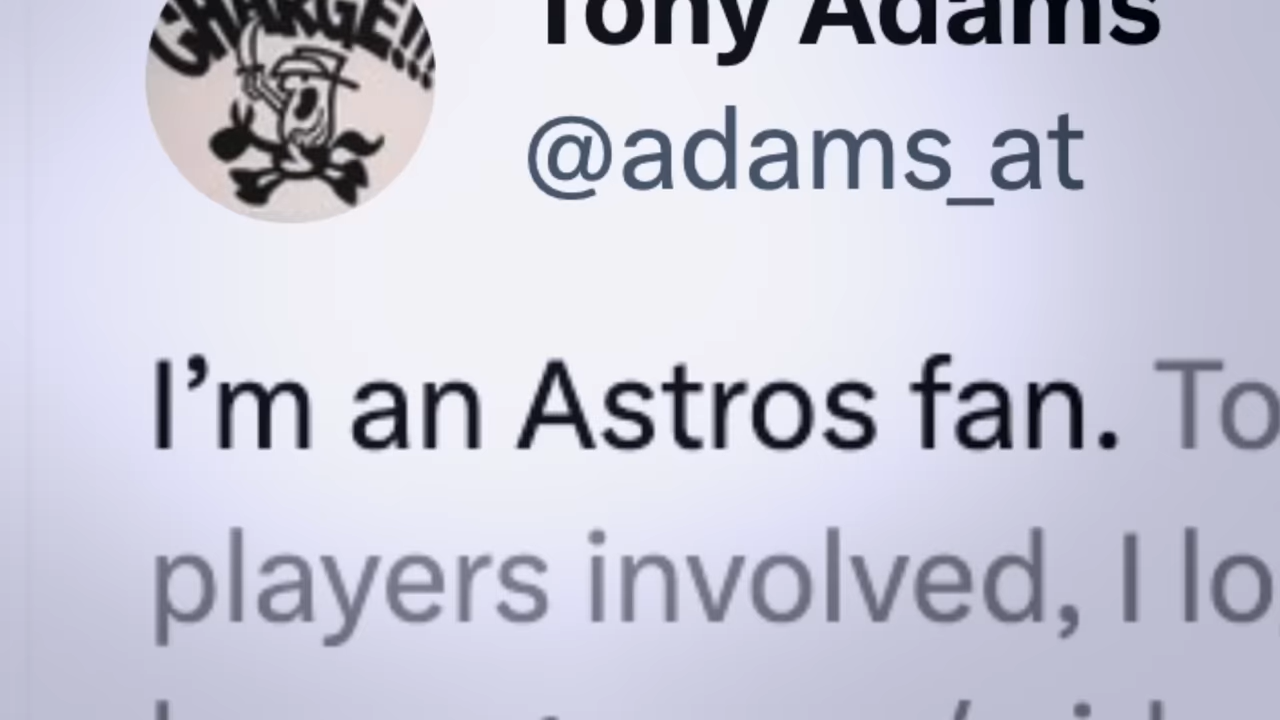 CHARGE!!!
Tony Adams
@adams_at
I’m an Astros fan. To
players involved, I lo